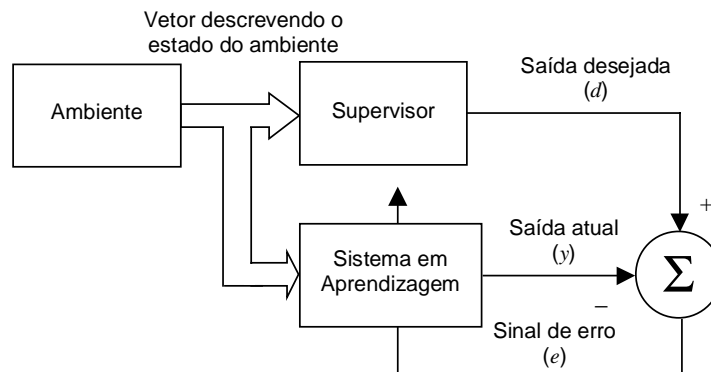 Vetor descrevendo o
estado do ambiente
Ambiente
Supervisor
Saída desejada
(d)
+
Sistema em
Aprendizagem
Saída atual
(y)
Σ
−
Sinal de erro
(e)